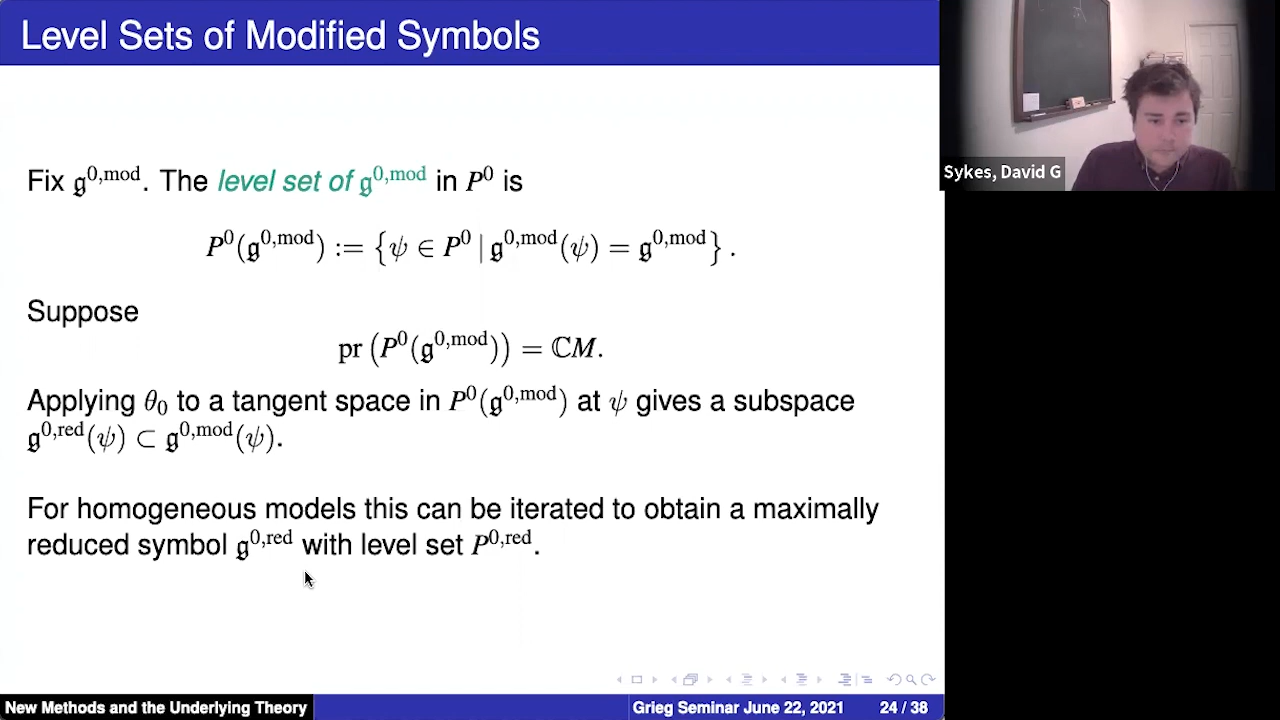 Level Sets of Modified Symbols
Fix 𝔤^{0,mod}. The level set of 𝔤^{0,mod} in P^0 is
P^0(𝔤^{0,mod}) := {ψ ∈ P^0 | 𝔤^{0,mod}(ψ) = 𝔤^{0,mod}}.
Suppose
pr (P^0(𝔤^{0,mod})) = ℂM.
Applying θ_0 to a tangent space in P^0(𝔤^{0,mod}) at ψ gives a subspace
𝔤^{0,red}(ψ) ⊂ 𝔤^{0,mod}(ψ).
For homogeneous models this can be iterated to obtain a maximally
reduced symbol 𝔤^{0,red} with level set P^{0,red}.
New Methods and the Underlying Theory
Grieg Seminar June 22, 2021
24 / 38
Sykes, David G